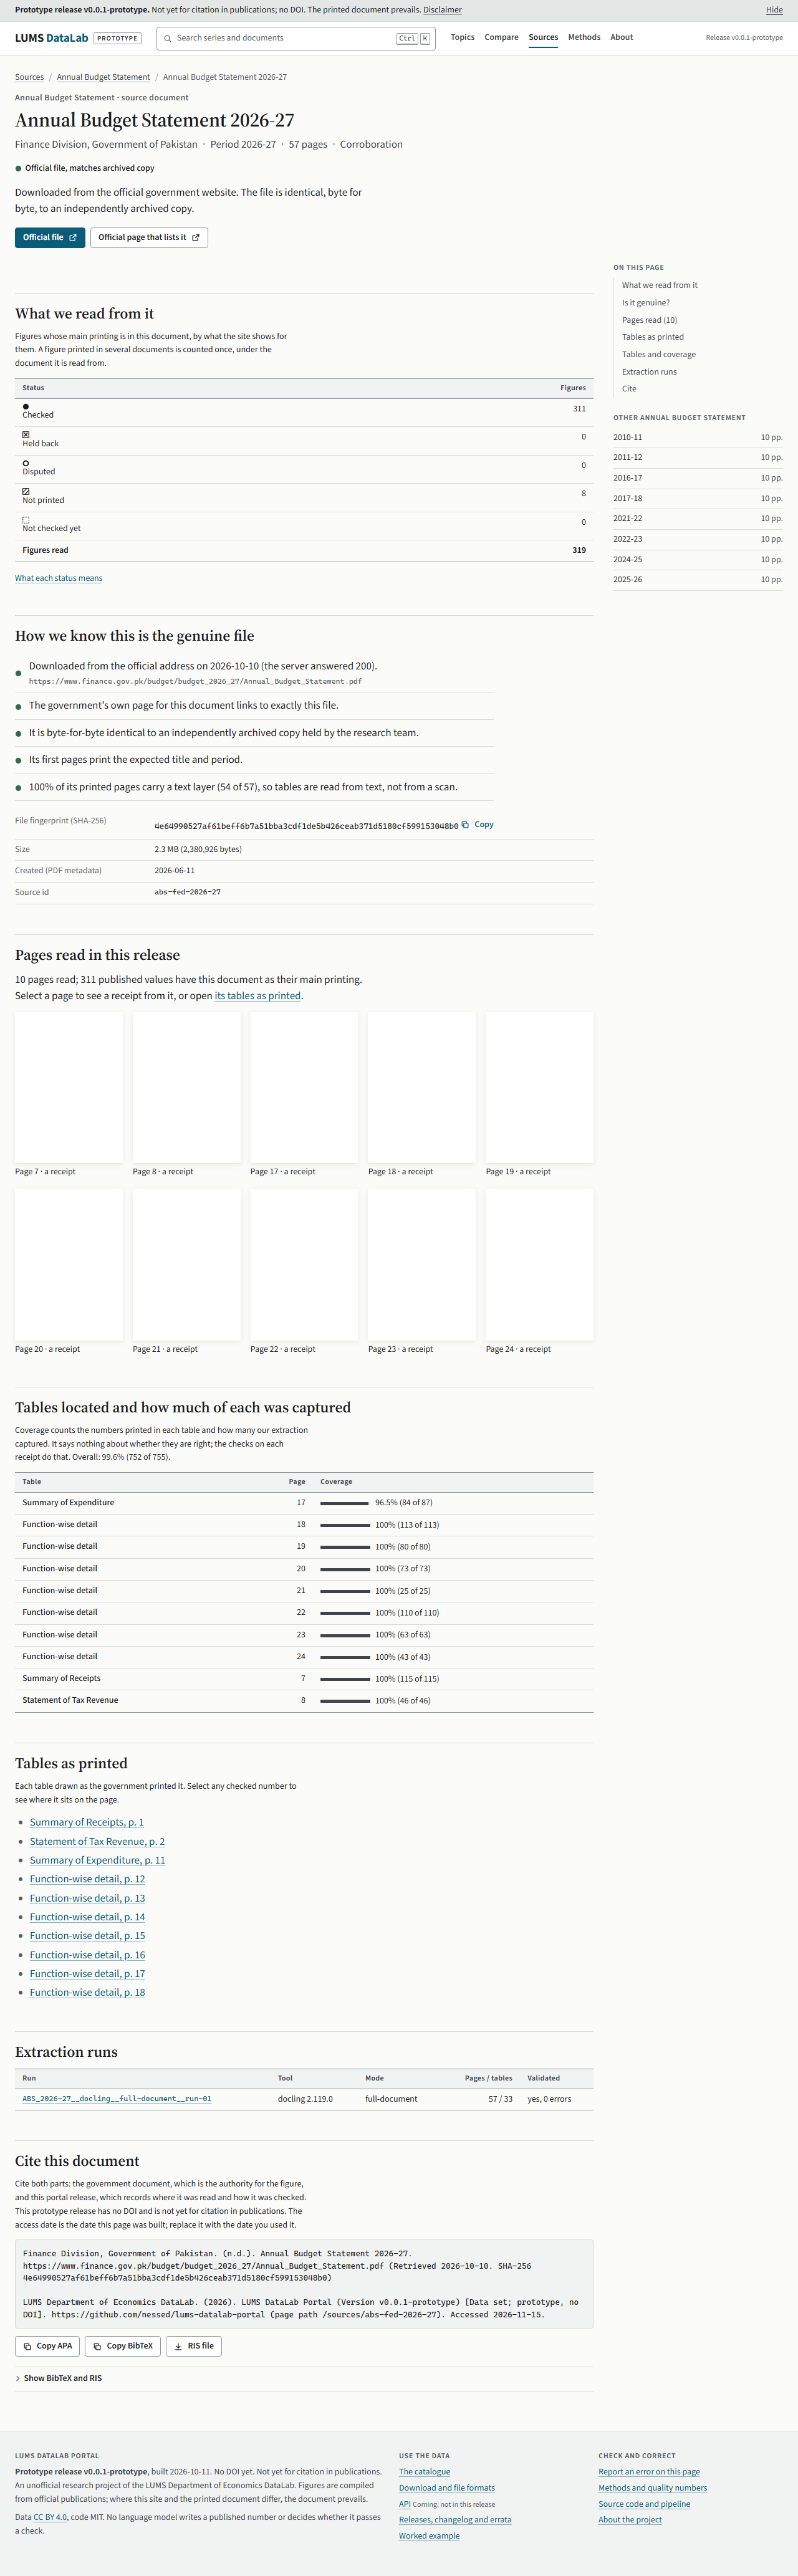 Prototype release v0.0.1-prototype. Not yet for citation in publications; no DOI. The printed document prevails. Disclaimer
Hide
LUMS DataLab PROTOTYPE
Search series and documents Ctrl K
Topics Compare Sources Methods About
Release v0.0.1-prototype
Sources / Annual Budget Statement / Annual Budget Statement 2026-27
Annual Budget Statement · source document
Annual Budget Statement 2026-27
Finance Division, Government of Pakistan · Period 2026-27 · 57 pages · Corroboration
Official file, matches archived copy
Downloaded from the official government website. The file is identical, byte for
byte, to an independently archived copy.
Official file
Official page that lists it
ON THIS PAGE
What we read from it
Is it genuine?
Pages read (10)
Tables as printed
Tables and coverage
Extraction runs
Cite
OTHER ANNUAL BUDGET STATEMENT
2010-11 10 pp.
2011-12 10 pp.
2016-17 10 pp.
2017-18 10 pp.
2021-22 10 pp.
2022-23 10 pp.
2024-25 10 pp.
2025-26 10 pp.
What we read from it
Figures whose main printing is in this document, by what the site shows for
them. A figure printed in several documents is counted once, under the
document it is read from.
Status Figures
Checked 311
Held back 0
Disputed 0
Not printed 8
Not checked yet 0
Figures read 319
What each status means
How we know this is the genuine file
Downloaded from the official address on 2026-10-10 (the server answered 200).
https://www.finance.gov.pk/budget/budget_2026_27/Annual_Budget_Statement.pdf
The government's own page for this document links to exactly this file.
It is byte-for-byte identical to an independently archived copy held by the research team.
Its first pages print the expected title and period.
100% of its printed pages carry a text layer (54 of 57), so tables are read from text, not from a scan.
File fingerprint (SHA-256) 4e64990527af61beff6b7a51bba3cdf1de5b426ceab371d5180cf599153048b0 Copy
Size 2.3 MB (2,380,926 bytes)
Created (PDF metadata) 2026-06-11
Source id abs-fed-2026-27
Pages read in this release
10 pages read; 311 published values have this document as their main printing.
Select a page to see a receipt from it, or open its tables as printed.
Page 7 · a receipt
Page 8 · a receipt
Page 17 · a receipt
Page 18 · a receipt
Page 19 · a receipt
Page 20 · a receipt
Page 21 · a receipt
Page 22 · a receipt
Page 23 · a receipt
Page 24 · a receipt
Tables located and how much of each was captured
Coverage counts the numbers printed in each table and how many our extraction
captured. It says nothing about whether they are right; the checks on each
receipt do that. Overall: 99.6% (752 of 755).
Table Page Coverage
Summary of Expenditure 17 96.5% (84 of 87)
Function-wise detail 18 100% (113 of 113)
Function-wise detail 19 100% (80 of 80)
Function-wise detail 20 100% (73 of 73)
Function-wise detail 21 100% (25 of 25)
Function-wise detail 22 100% (110 of 110)
Function-wise detail 23 100% (63 of 63)
Function-wise detail 24 100% (43 of 43)
Summary of Receipts 7 100% (115 of 115)
Statement of Tax Revenue 8 100% (46 of 46)
Tables as printed
Each table drawn as the government printed it. Select any checked number to
see where it sits on the page.
Summary of Receipts, p. 1
Statement of Tax Revenue, p. 2
Summary of Expenditure, p. 11
Function-wise detail, p. 12
Function-wise detail, p. 13
Function-wise detail, p. 14
Function-wise detail, p. 15
Function-wise detail, p. 16
Function-wise detail, p. 17
Function-wise detail, p. 18
Extraction runs
Run Tool Mode Pages / tables Validated
ABS_2026-27__docling__full-document__run-01 docling 2.119.0 full-document 57 / 33 yes, 0 errors
Cite this document
Cite both parts: the government document, which is the authority for the figure,
and this portal release, which records where it was read and how it was checked.
This prototype release has no DOI and is not yet for citation in publications. The
access date is the date this page was built; replace it with the date you used it.
Finance Division, Government of Pakistan. (n.d.). Annual Budget Statement 2026-27.
https://www.finance.gov.pk/budget/budget_2026_27/Annual_Budget_Statement.pdf (Retrieved 2026-10-10. SHA-256
4e64990527af61beff6b7a51bba3cdf1de5b426ceab371d5180cf599153048b0)
LUMS Department of Economics DataLab. (2026). LUMS DataLab Portal (Version v0.0.1-prototype) [Data set; prototype, no
DOI]. https://github.com/nessed/lums-datalab-portal (page path /sources/abs-fed-2026-27). Accessed 2026-11-15.
Copy APA
Copy BibTeX
RIS file
Show BibTeX and RIS
LUMS DATALAB PORTAL
Prototype release v0.0.1-prototype, built 2026-10-11. No DOI yet. Not yet for citation in publications.
An unofficial research project of the LUMS Department of Economics DataLab. Figures are compiled
from official publications; where this site and the printed document differ, the document prevails.
Data CC BY 4.0, code MIT. No language model writes a published number or decides whether it passes
a check.
USE THE DATA
The catalogue
Download and file formats
API Coming: not in this release
Releases, changelog and errata
Worked example
CHECK AND CORRECT
Report an error on this page
Methods and quality numbers
Source code and pipeline
About the project